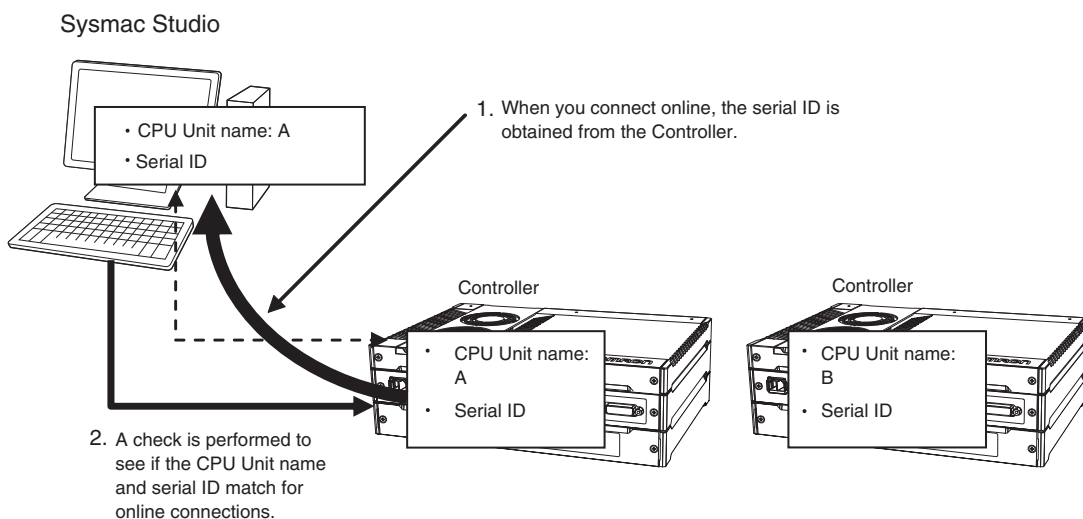 Sysmac Studio
• CPU Unit name: A
• Serial ID
1. When you connect online, the serial ID is
obtained from the Controller.
Controller
• CPU Unit name:
A
• Serial ID
Controller
• CPU Unit name:
B
• Serial ID
2. A check is performed to
see if the CPU Unit name
and serial ID match for
online connections.